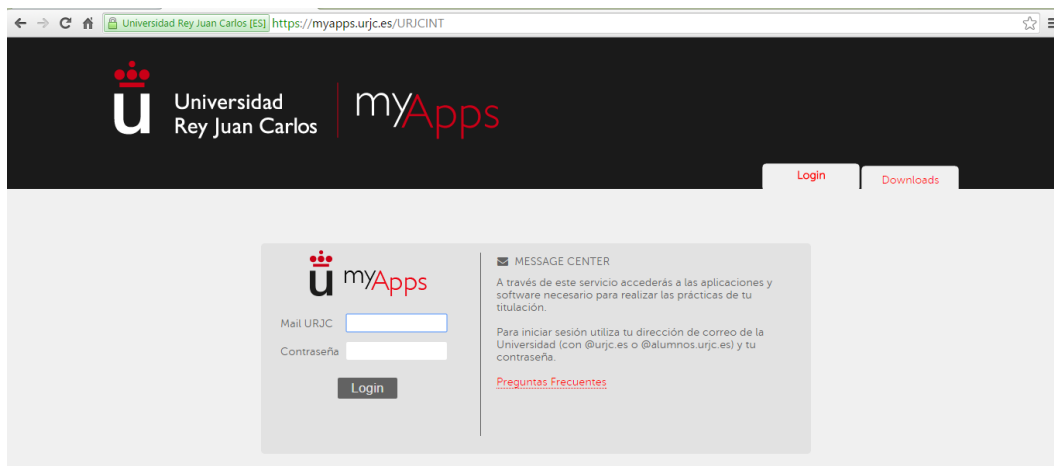 Universidad Rey Juan Carlos [ES] https://myapps.urjc.es/URJCINT
u Universidad
Rey Juan Carlos
myApps
Login
Downloads
u myApps
Mail URJC
Contraseña
Login
MESSAGE CENTER
A través de este servicio accederás a las aplicaciones y
software necesario para realizar las prácticas de tu
titulación.
Para iniciar sesión utiliza tu dirección de correo de la
Universidad (con @urjc.es o @alumnos.urjc.es) y tu
contraseña.
Preguntas Frecuentes